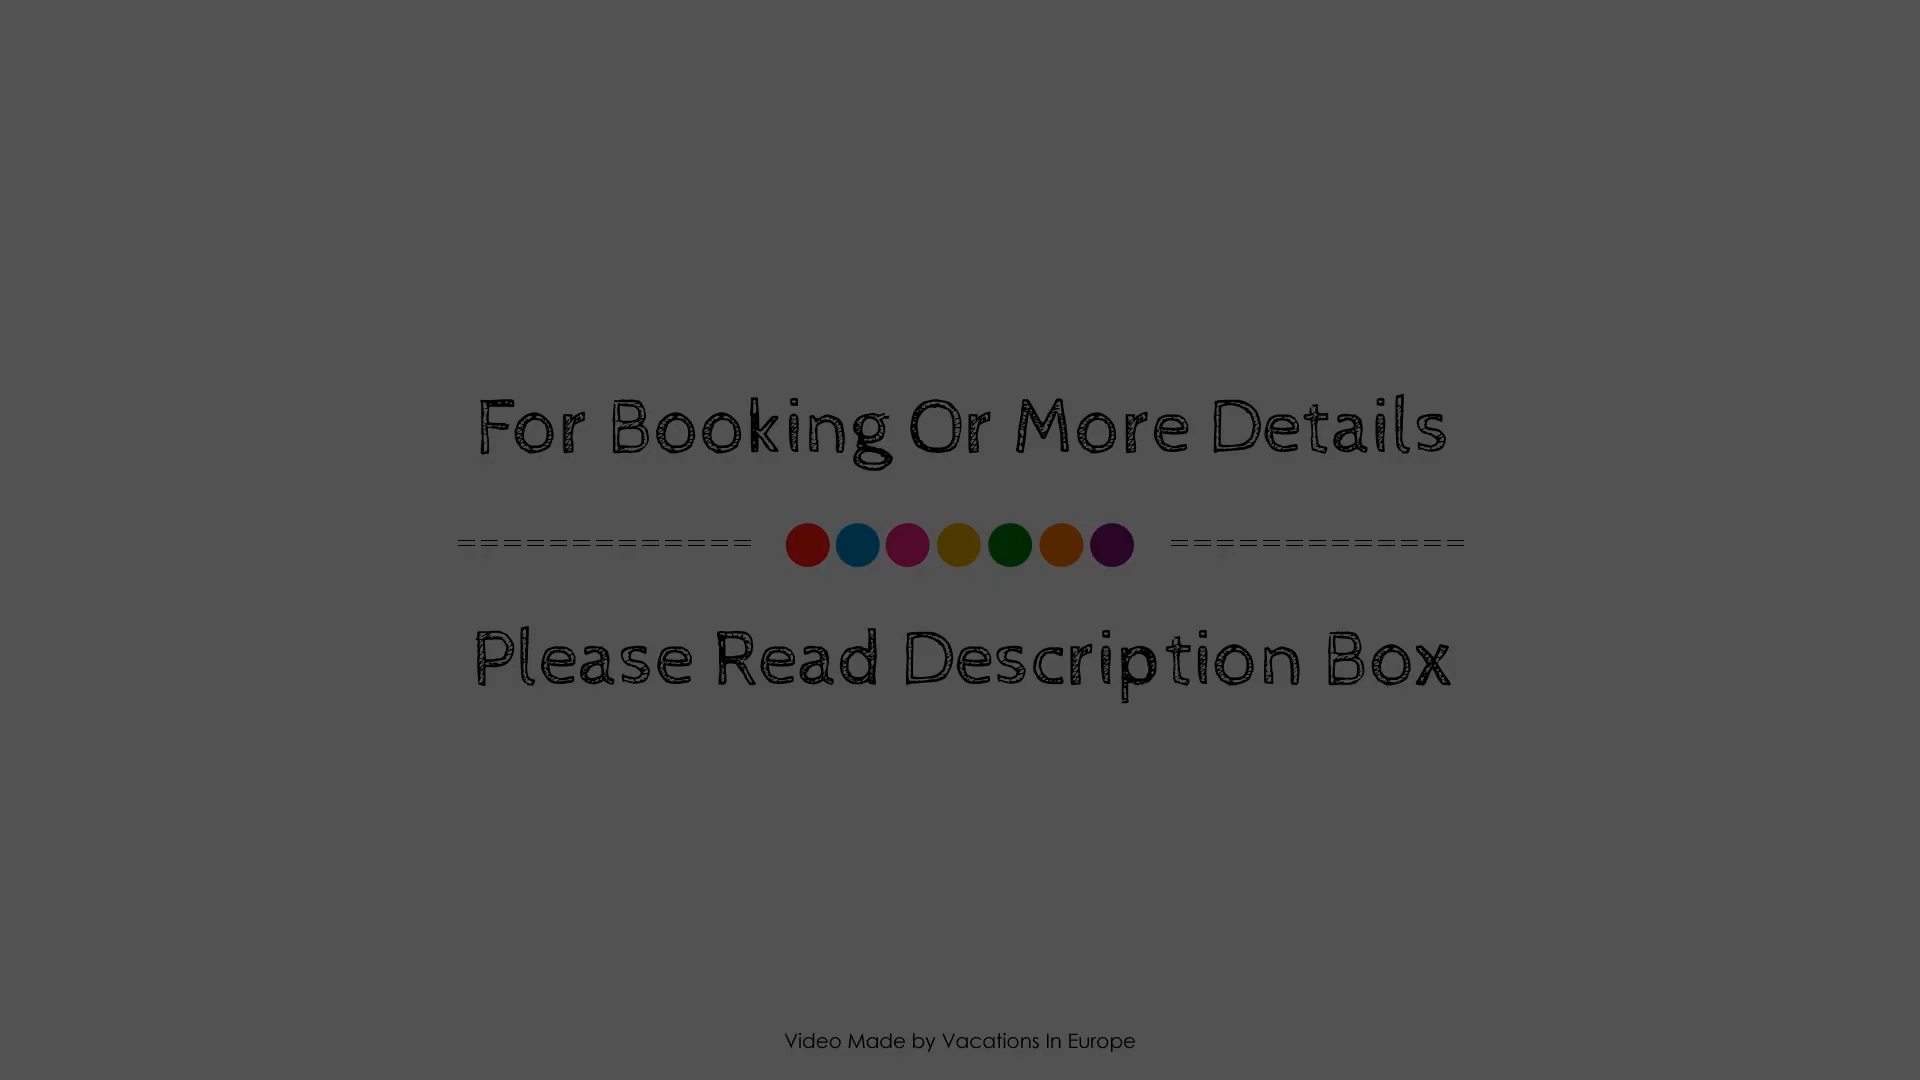 For Booking Or More Details
============= =============
Please Read Description Box
Video Made by Vacations In Europe